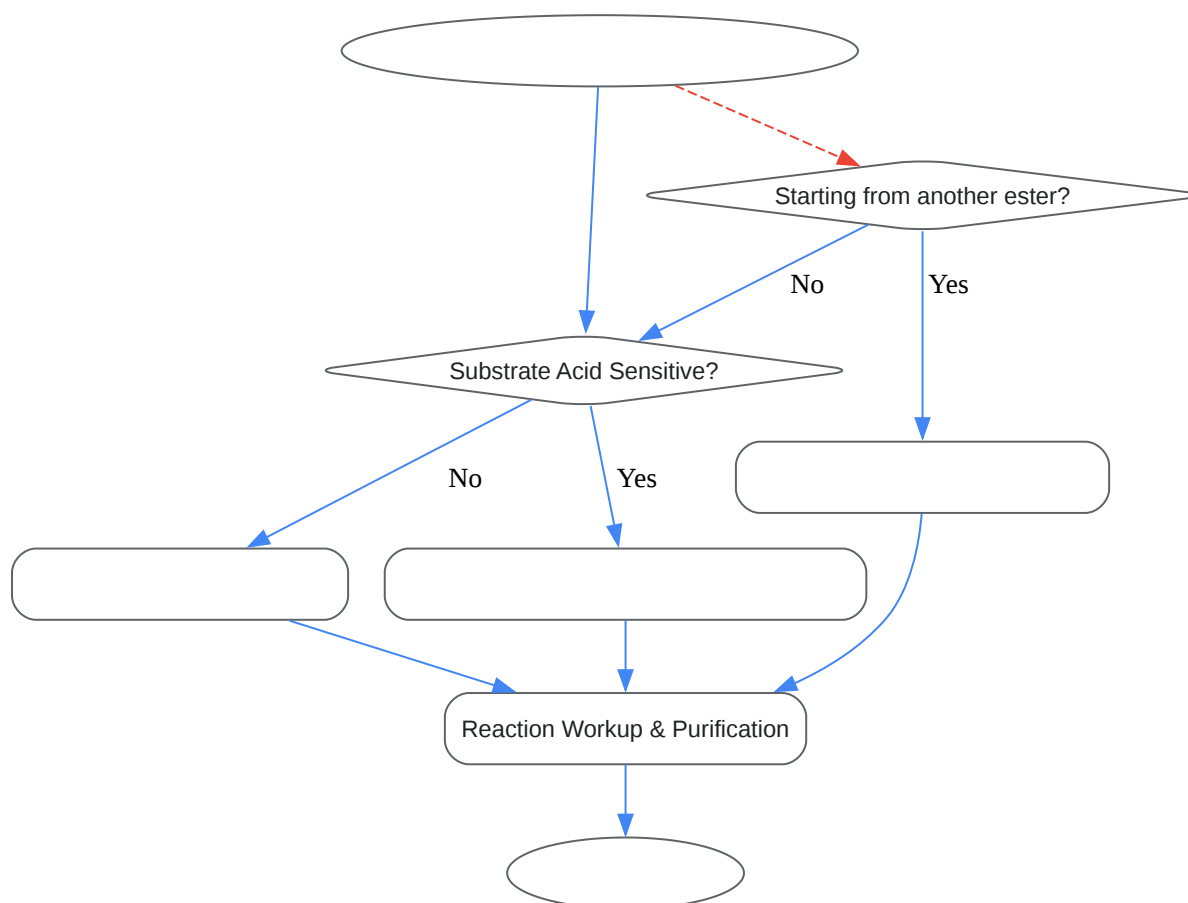 Starting from another ester?
No
Yes
Substrate Acid Sensitive?
No
Yes
Reaction Workup & Purification